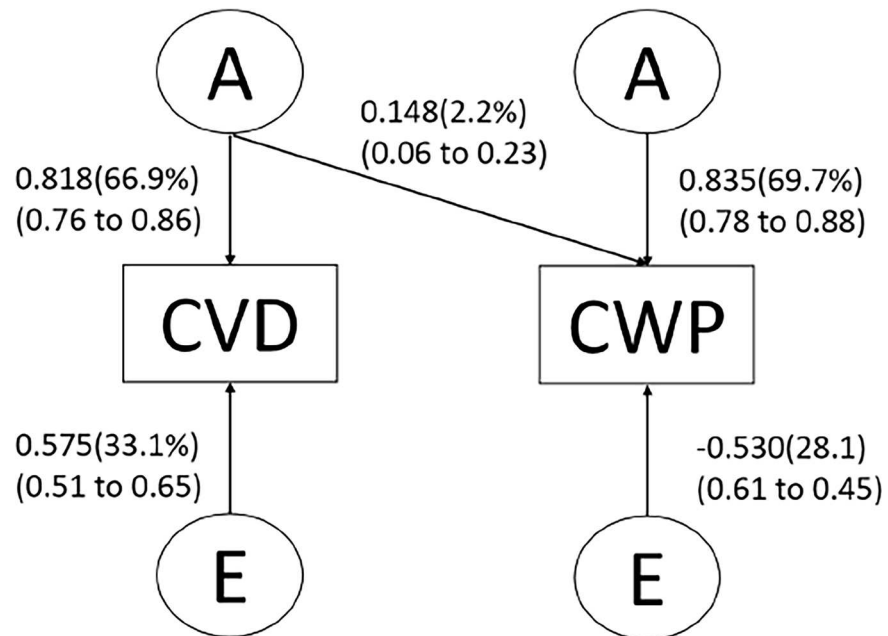 A
A
0.148(2.2%)
(0.06 to 0.23)
0.818(66.9%)
(0.76 to 0.86)
0.835(69.7%)
(0.78 to 0.88)
CVD
CWP
0.575(33.1%)
(0.51 to 0.65)
-0.530(28.1)
(0.61 to 0.45)
E
E